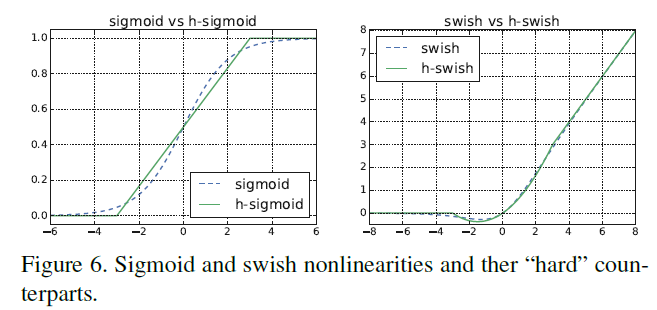 sigmoid vs h-sigmoid
1.0
0.8
0.6
0.4
0.2
0.0
−6 −4 −2 0 2 4 6
sigmoid
h-sigmoid
swish vs h-swish
8
7
6
5
4
3
2
1
0
−8 −6 −4 −2 0 2 4 6 8
swish
h-swish
Figure 6. Sigmoid and swish nonlinearities and ther “hard” coun-
terparts.